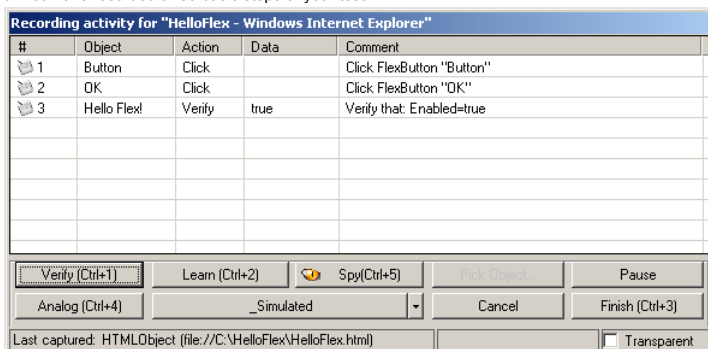 Recording activity for "HelloFlex - Windows Internet Explorer"
# Object Action Data Comment
1 Button Click Click FlexButton "Button"
2 OK Click Click FlexButton "OK"
3 Hello Flex! Verify true Verify that: Enabled=true
Verify (Ctrl+1) Learn (Ctrl+2) Spy(Ctrl+5) Pick Object... Pause
Analog (Ctrl+4) _Simulated Cancel Finish (Ctrl+3)
Last captured: HTMLObject (file://C:\HelloFlex\HelloFlex.html) Transparent